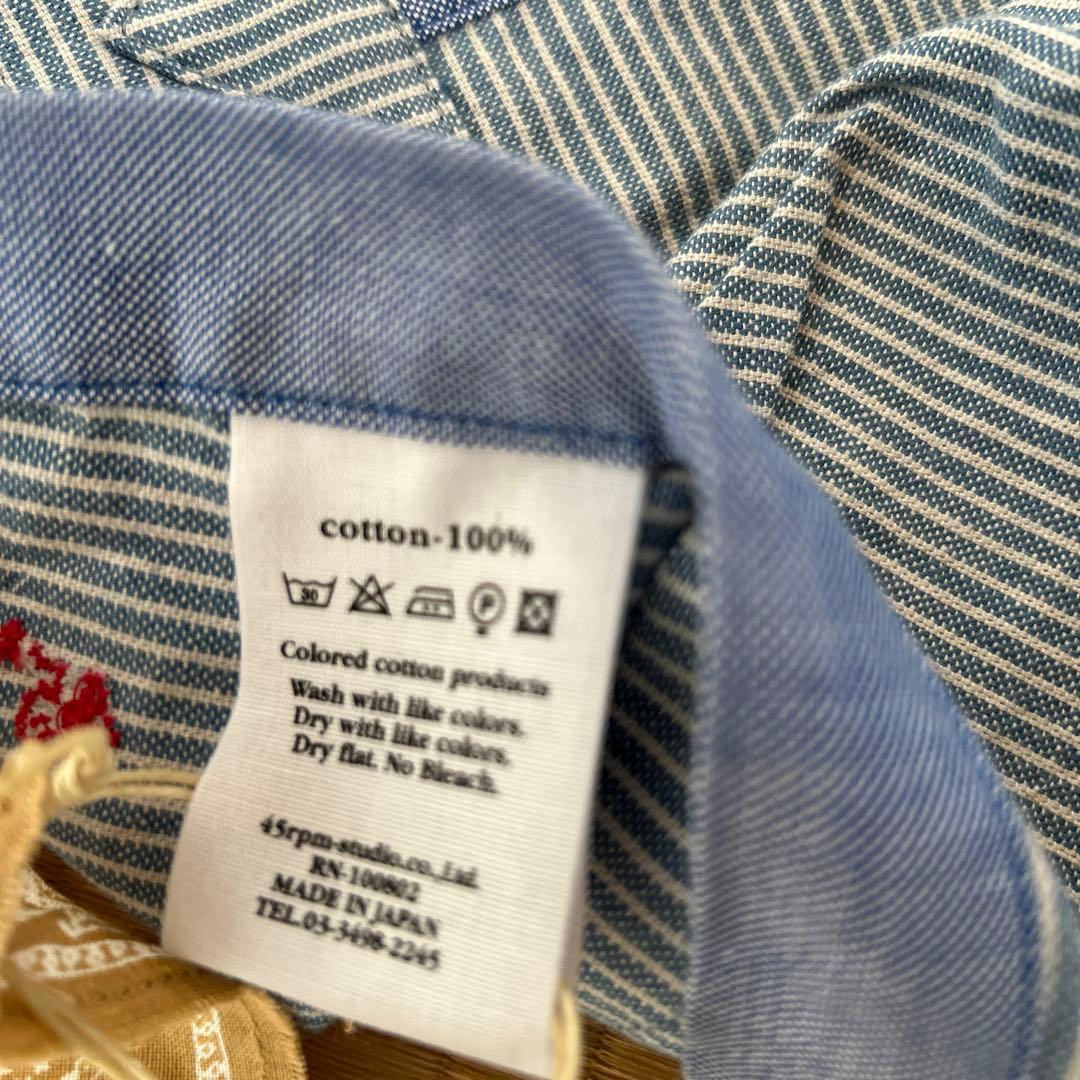 cotton-100%
30
P
Colored cotton products
Wash with like colors.
Dry with like colors.
Dry flat. No Bleach.
45rpm-studio.co.,Ltd.
RN-100802
MADE IN JAPAN
TEL.03-3498-2245